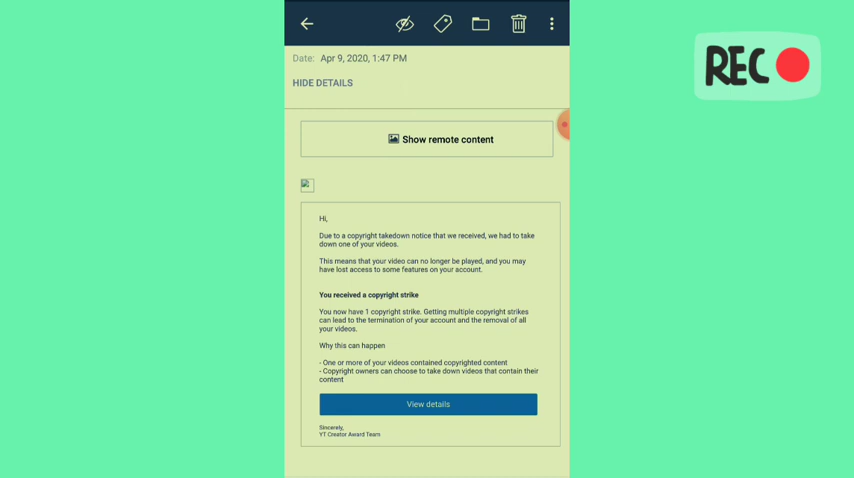 REC
Date: Apr 9, 2020, 1:47 PM
HIDE DETAILS
Show remote content
Hi,
Due to a copyright takedown notice that we received, we had to take
down one of your videos.
This means that your video can no longer be played, and you may
have lost access to some features on your account.
You received a copyright strike
You now have 1 copyright strike. Getting multiple copyright strikes
can lead to the termination of your account and the removal of all
your videos.
Why this can happen
- One or more of your videos contained copyrighted content
- Copyright owners can choose to take down videos that contain their
content
View details
Sincerely,
YT Creator Award Team